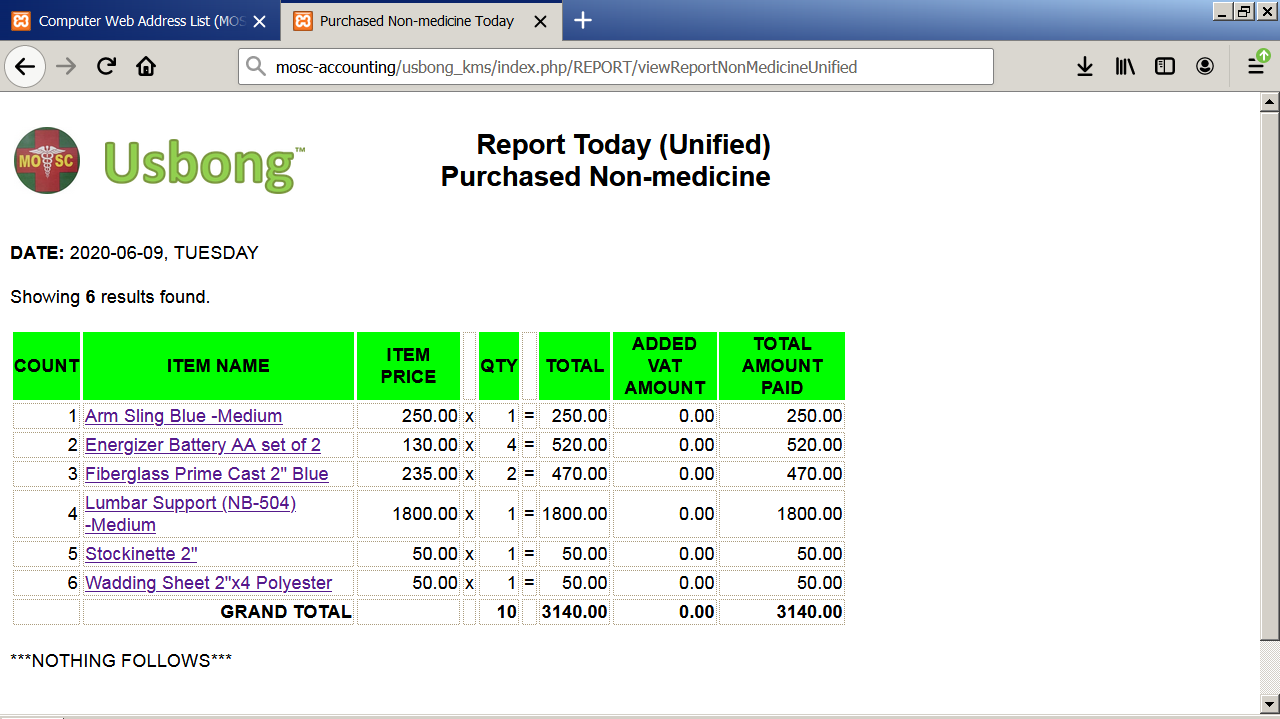 Computer Web Address List (MOS
Purchased Non-medicine Today
mosc-accounting/usbong_kms/index.php/REPORT/viewReportNonMedicineUnified
MOSC
Usbong™
Report Today (Unified)
Purchased Non-medicine
DATE: 2020-06-09, TUESDAY
Showing 6 results found.
COUNT ITEM NAME ITEM PRICE QTY TOTAL ADDED VAT AMOUNT TOTAL AMOUNT PAID
1 Arm Sling Blue -Medium 250.00 x 1 = 250.00 0.00 250.00
2 Energizer Battery AA set of 2 130.00 x 4 = 520.00 0.00 520.00
3 Fiberglass Prime Cast 2" Blue 235.00 x 2 = 470.00 0.00 470.00
4 Lumbar Support (NB-504) -Medium 1800.00 x 1 = 1800.00 0.00 1800.00
5 Stockinette 2" 50.00 x 1 = 50.00 0.00 50.00
6 Wadding Sheet 2"x4 Polyester 50.00 x 1 = 50.00 0.00 50.00
GRAND TOTAL 10 3140.00 0.00 3140.00
***NOTHING FOLLOWS***